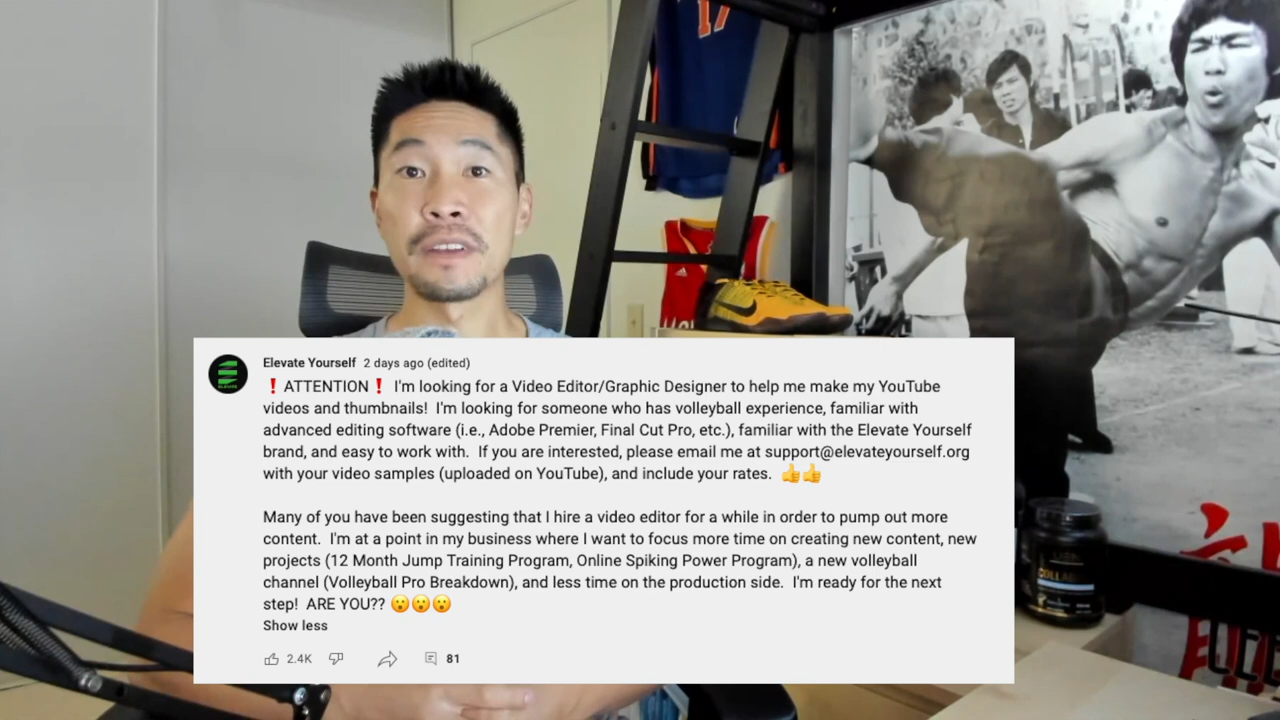 17
Elevate Yourself 2 days ago (edited)
❗ ATTENTION ❗ I'm looking for a Video Editor/Graphic Designer to help me make my YouTube
videos and thumbnails! I'm looking for someone who has volleyball experience, familiar with
advanced editing software (i.e., Adobe Premier, Final Cut Pro, etc.), familiar with the Elevate Yourself
brand, and easy to work with. If you are interested, please email me at support@elevateyourself.org
with your video samples (uploaded on YouTube), and include your rates. 👍👍
Many of you have been suggesting that I hire a video editor for a while in order to pump out more
content. I'm at a point in my business where I want to focus more time on creating new content, new
projects (12 Month Jump Training Program, Online Spiking Power Program), a new volleyball
channel (Volleyball Pro Breakdown), and less time on the production side. I'm ready for the next
step! ARE YOU?? 😮😮😮
Show less
2.4K 81